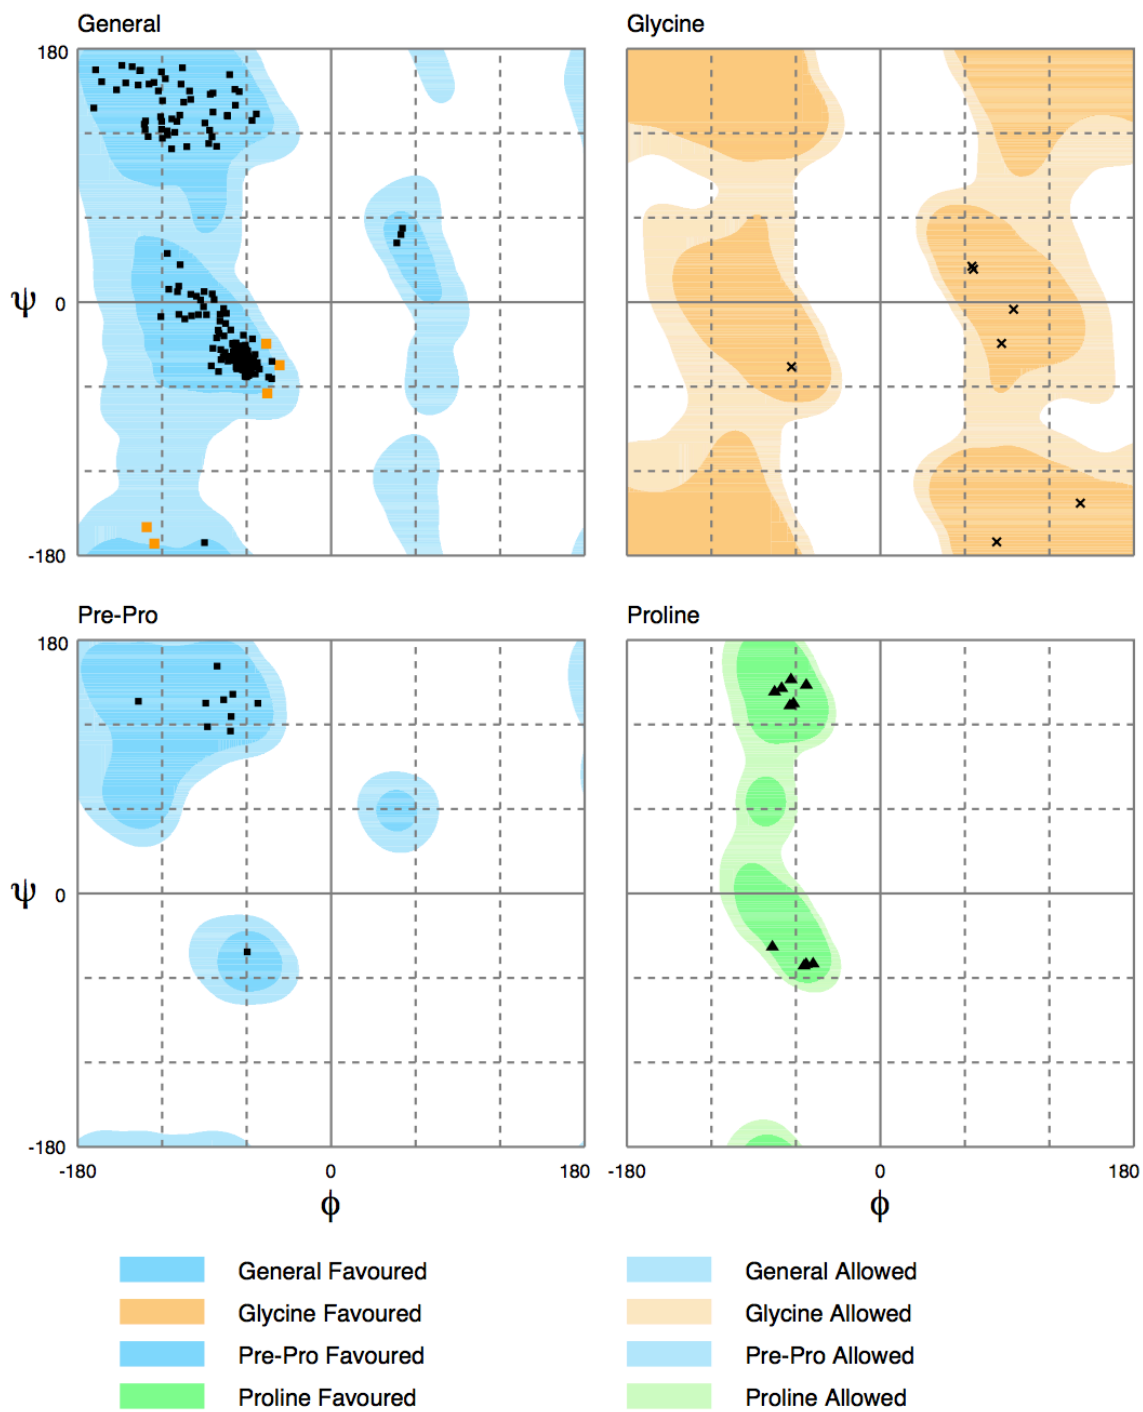 General Glycine
180
ψ 0
-180
Pre-Pro Proline
180
ψ 0
-180
-180 0 180 -180 0 180
ϕ ϕ
General Favoured General Allowed
Glycine Favoured Glycine Allowed
Pre-Pro Favoured Pre-Pro Allowed
Proline Favoured Proline Allowed